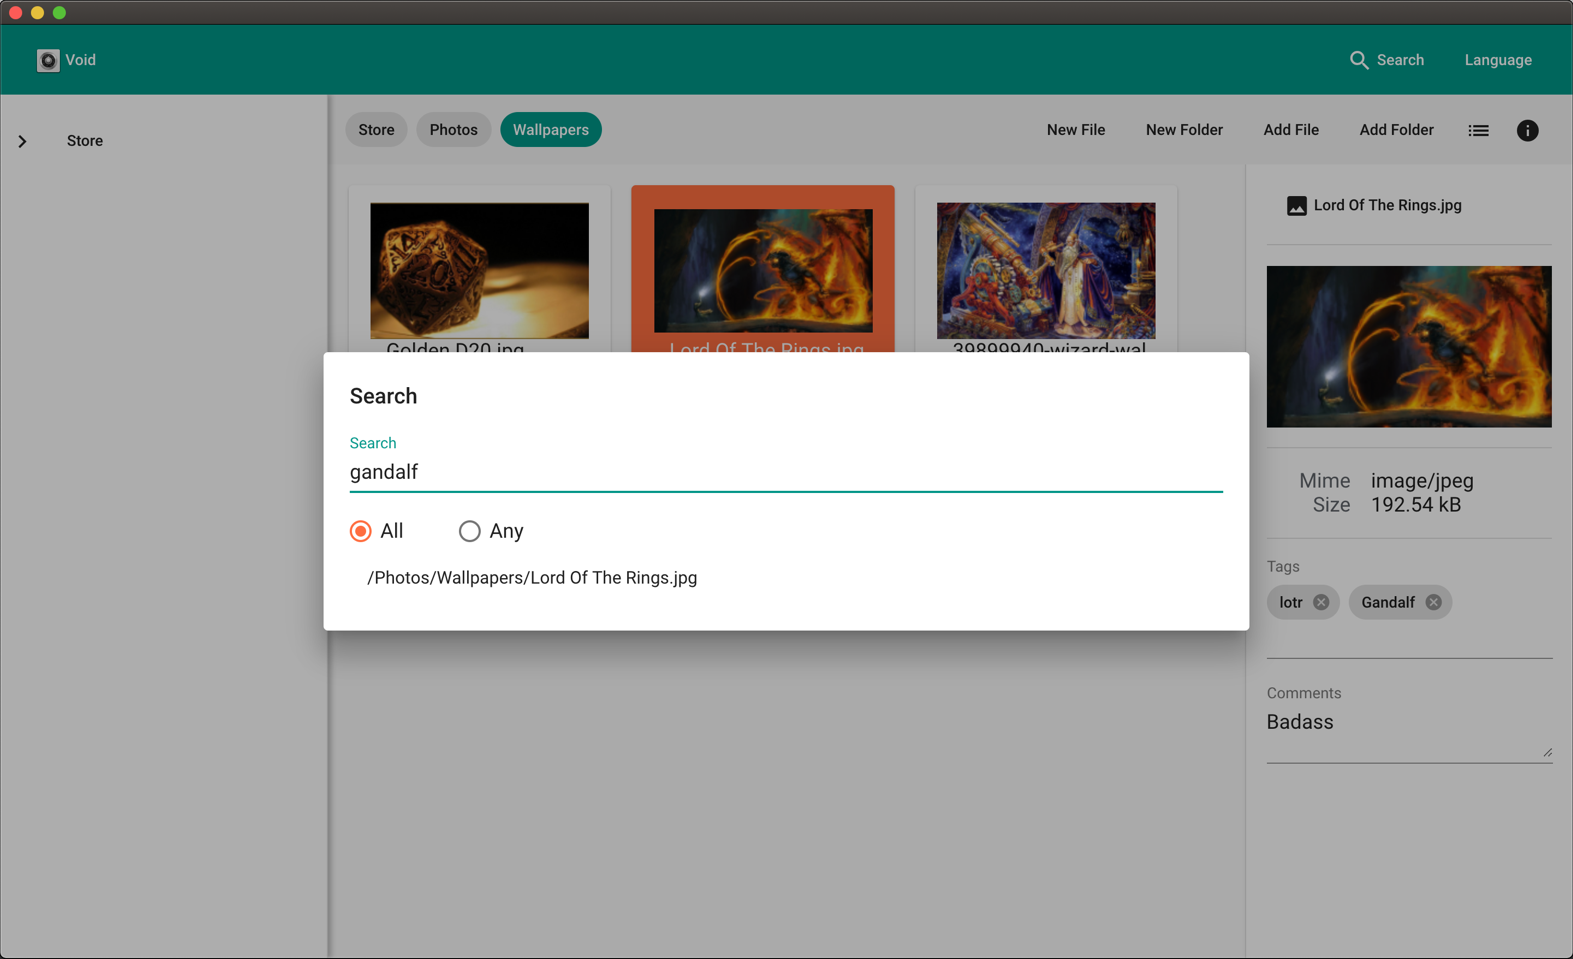 Void
Search
Language
Store
Store
Photos
Wallpapers
New File
New Folder
Add File
Add Folder
Golden D20.jpg
Lord Of The Rings.jpg
39899940-wizard-wal
Lord Of The Rings.jpg
Mime image/jpeg
Size 192.54 kB
Tags
lotr
Gandalf
Comments
Badass
Search
Search
gandalf
All
Any
/Photos/Wallpapers/Lord Of The Rings.jpg